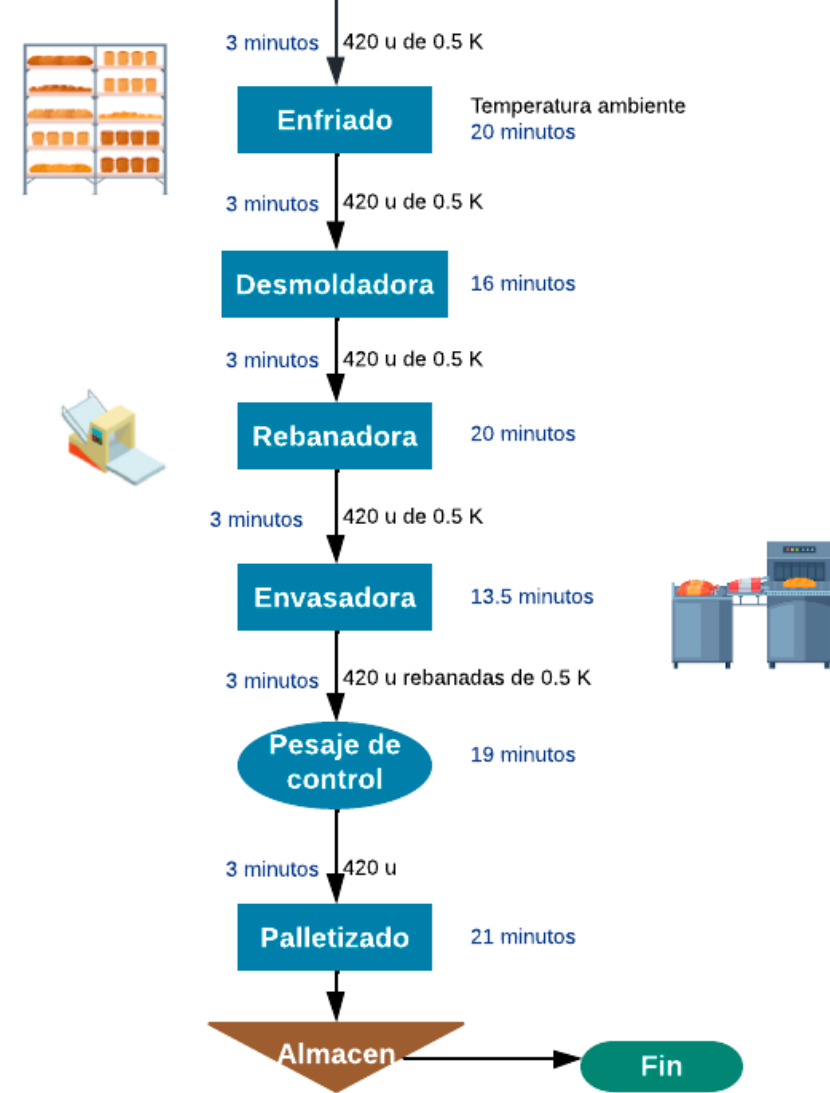 3 minutos 420 u de 0.5 K
Enfriado
Temperatura ambiente
20 minutos
3 minutos 420 u de 0.5 K
Desmoldadora
16 minutos
3 minutos 420 u de 0.5 K
Rebanadora
20 minutos
3 minutos 420 u de 0.5 K
Envasadora
13.5 minutos
3 minutos 420 u rebanadas de 0.5 K
Pesaje de
control
19 minutos
3 minutos 420 u
Palletizado
21 minutos
Almacen
Fin